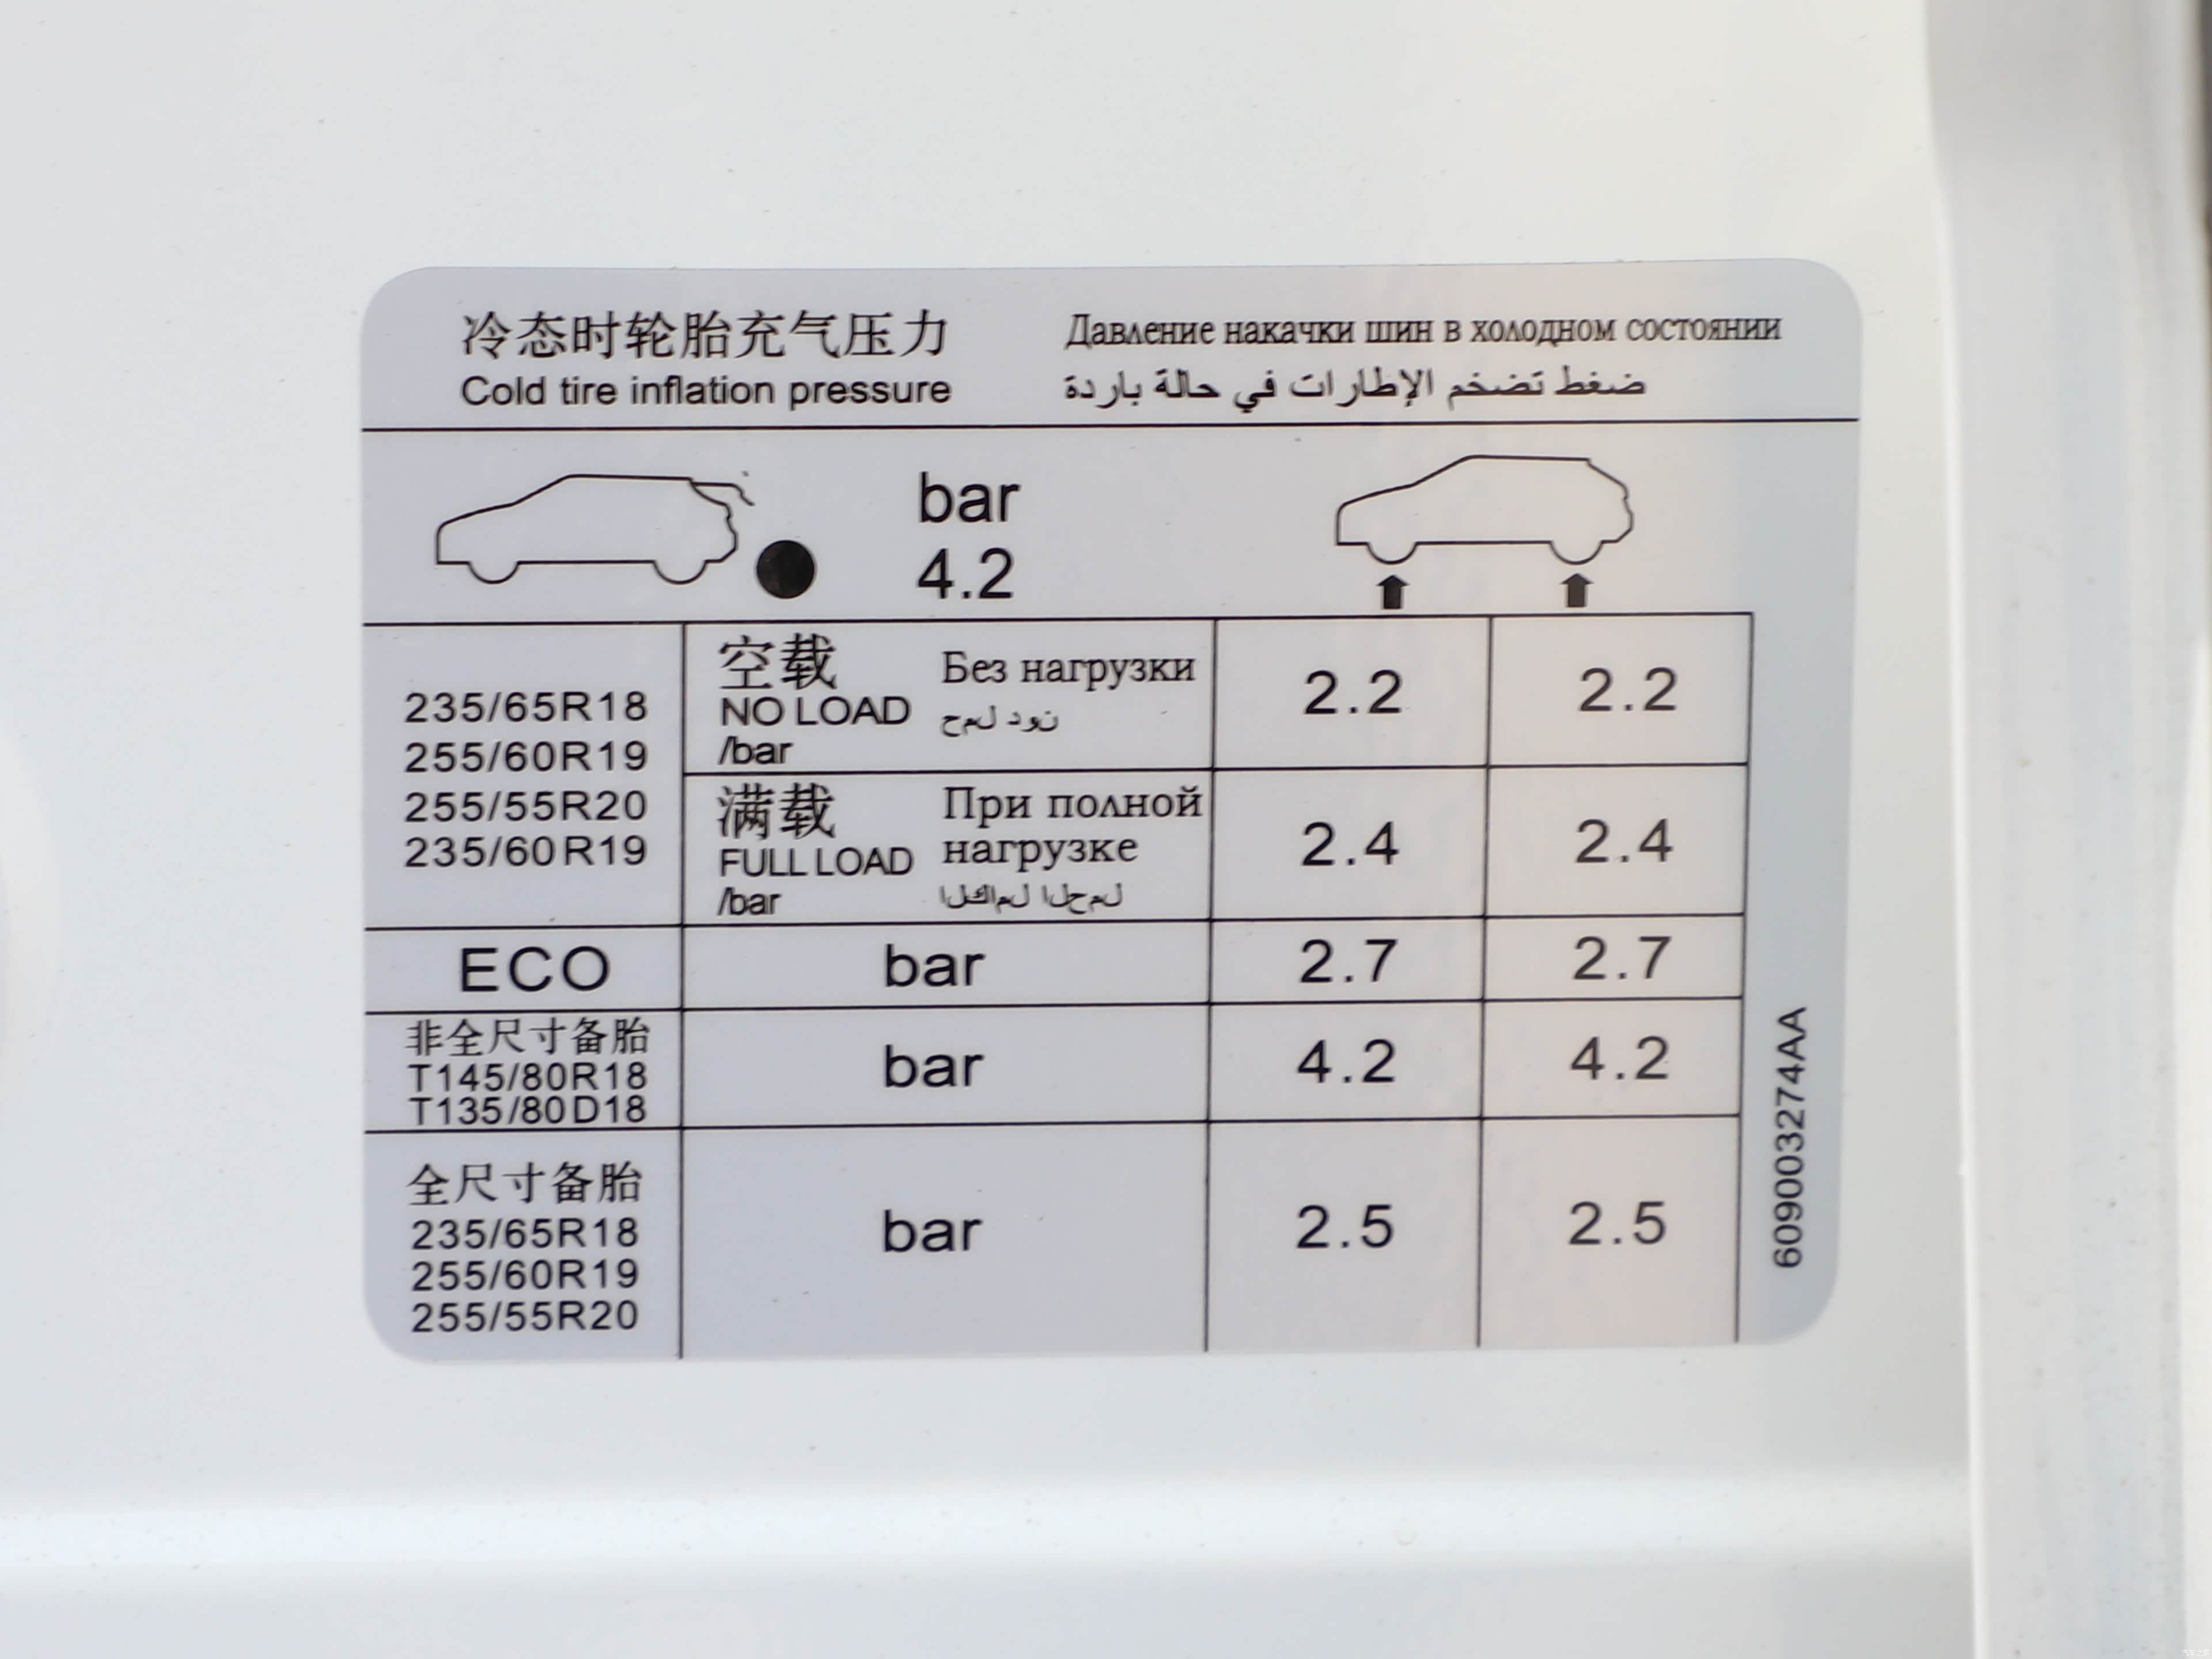 冷态时轮胎充气压力
Cold tire inflation pressure
Давление накачки шин в холодном состоянии
ضغط تضخم الإطارات في حالة باردة
bar
4.2
235/65R18
255/60R19
255/55R20
235/60R19
空载
NO LOAD
/bar
Без нагрузки
حمل دون
2.2 2.2
满载
FULL LOAD
/bar
При полной
нагрузке
الكامل الحمل
2.4 2.4
ECO bar 2.7 2.7
非全尺寸备胎
T145/80R18
T135/80D18
bar 4.2 4.2
全尺寸备胎
235/65R18
255/60R19
255/55R20
bar 2.5 2.5
609003274AA